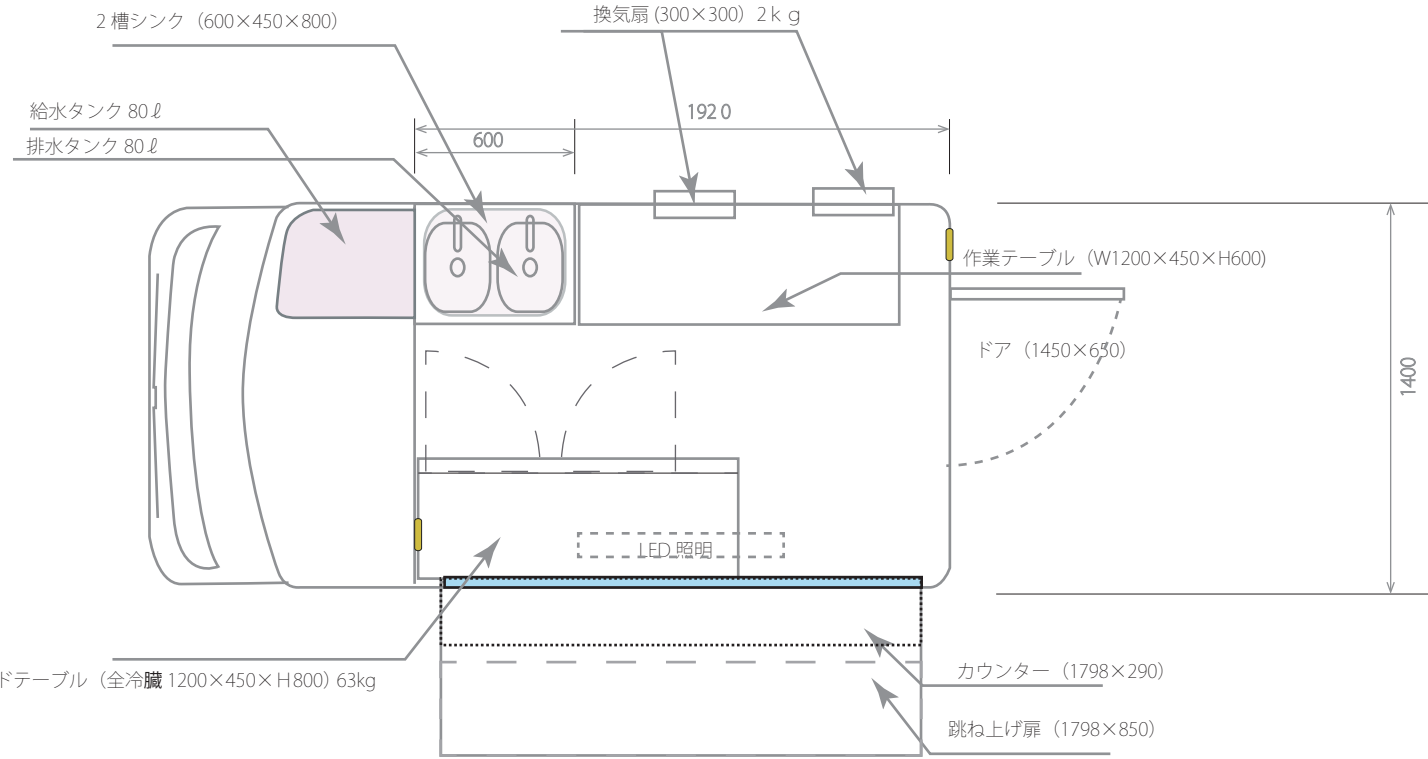 2 槽シンク（600×450×800）
換気扇 (300×300）2ｋｇ
給水タンク 80ℓ
排水タンク 80ℓ
1920
600
作業テーブル（W1200×450×H600)
ドア（1450×650）
1400
LED 照明
ドテーブル（全冷臓 1200×450×Ｈ800) 63kg
カウンター（1798×290）
跳ね上げ扉（1798×850）